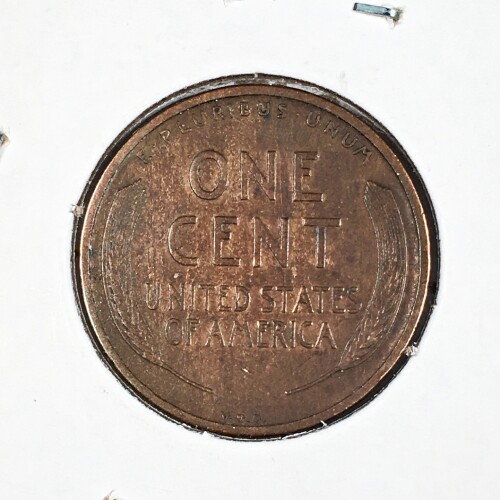 E·PLURIBUS·UNUM
ONE
CENT
UNITED STATES
OF AMERICA
V.D.B.